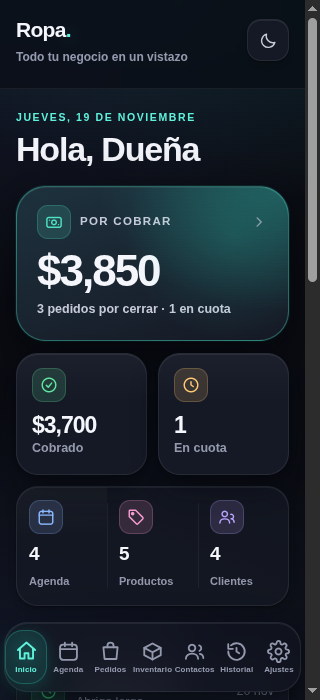 Ropa.
Todo tu negocio en un vistazo
JUEVES, 19 DE NOVIEMBRE
Hola, Dueña
POR COBRAR
$3,850
3 pedidos por cerrar · 1 en cuota
$3,700
Cobrado
1
En cuota
4
Agenda
5
Productos
4
Clientes
Inicio
Agenda
Pedidos
Inventario
Contactos
Historial
Ajustes